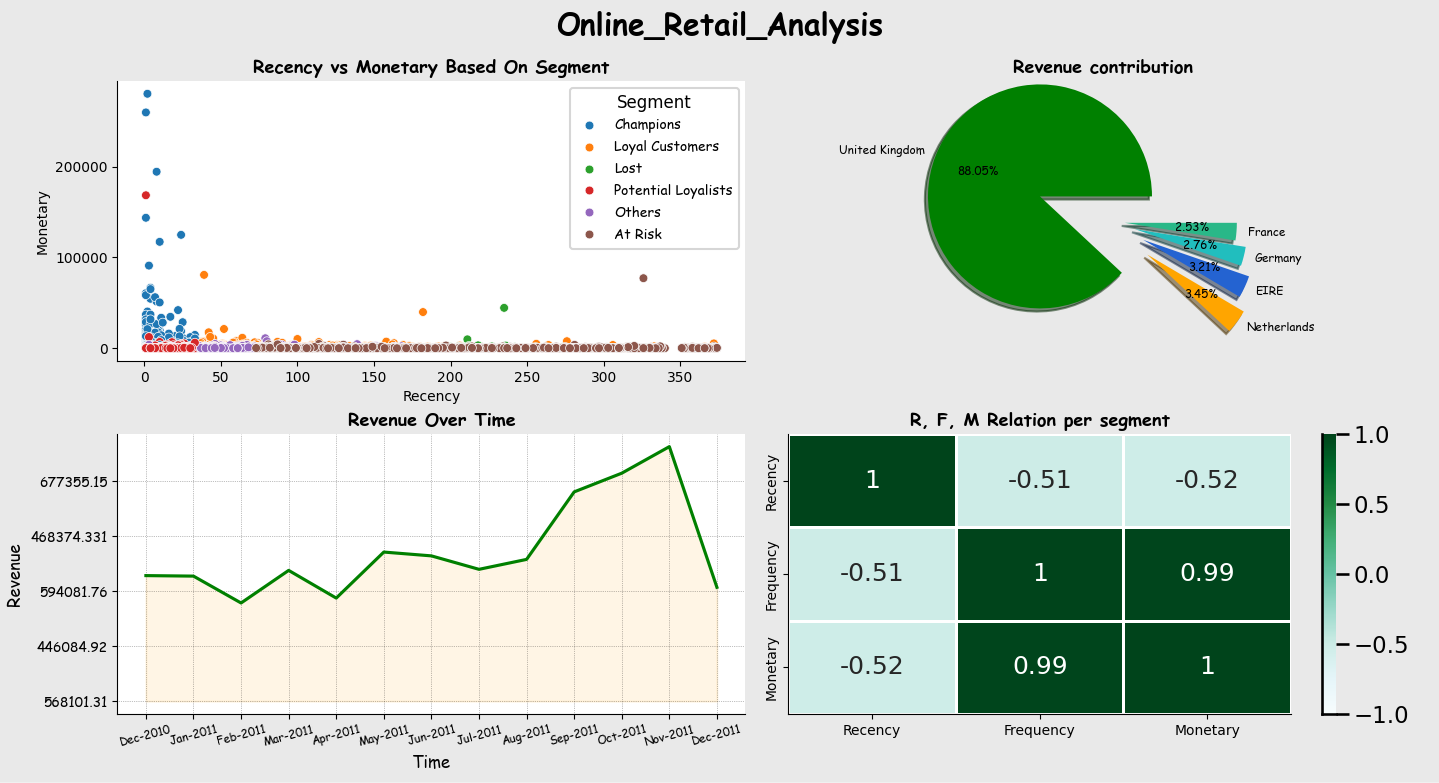 Online_Retail_Analysis
Recency vs Monetary Based On Segment
Monetary
200000
100000
0
Segment
Champions
Loyal Customers
Lost
Potential Loyalists
Others
At Risk
0 50 100 150 200 250 300 350
Recency
Revenue contribution
United Kingdom
88.05%
2.53%
France
2.76%
Germany
3.21%
EIRE
3.45%
Netherlands
Revenue Over Time
Revenue
677355.15
468374.331
594081.76
446084.92
568101.31
Dec-2010 Jan-2011 Feb-2011 Mar-2011 Apr-2011 May-2011 Jun-2011 Jul-2011 Aug-2011 Sep-2011 Oct-2011 Nov-2011 Dec-2011
Time
R, F, M Relation per segment
Recency
1 -0.51 -0.52
Frequency
-0.51 1 0.99
Monetary
-0.52 0.99 1
Recency Frequency Monetary
1.0
0.5
0.0
−0.5
−1.0